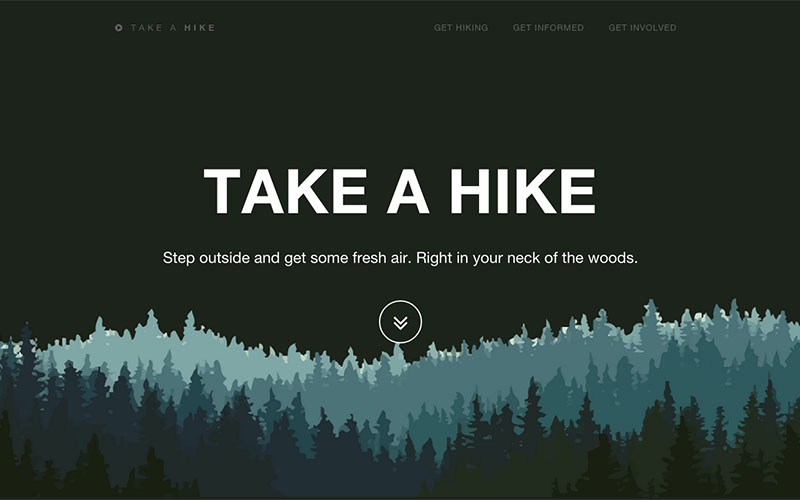 TAKE A HIKE
GET HIKING GET INFORMED GET INVOLVED
TAKE A HIKE
Step outside and get some fresh air. Right in your neck of the woods.